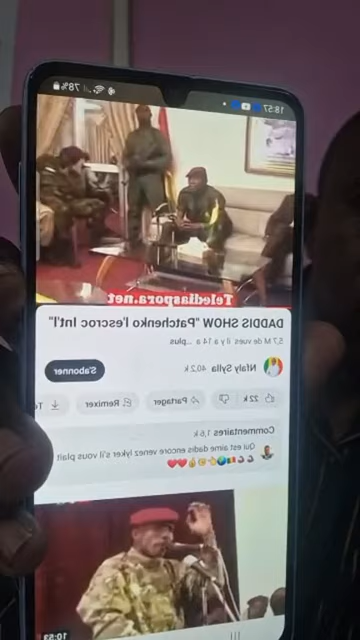 18:57
78%
Telediaspora.net
DADDIS SHOW "Patchenko l'escroc Int'l"
5,7 M de vues il y a 14 a ...plus
Nfaly Sylla 40,2 k
S'abonner
22 k
Partager
Remixer
Commentaires 1,6 k
Qui est aime dadis encore venez lyker s'il vous plait
10:53